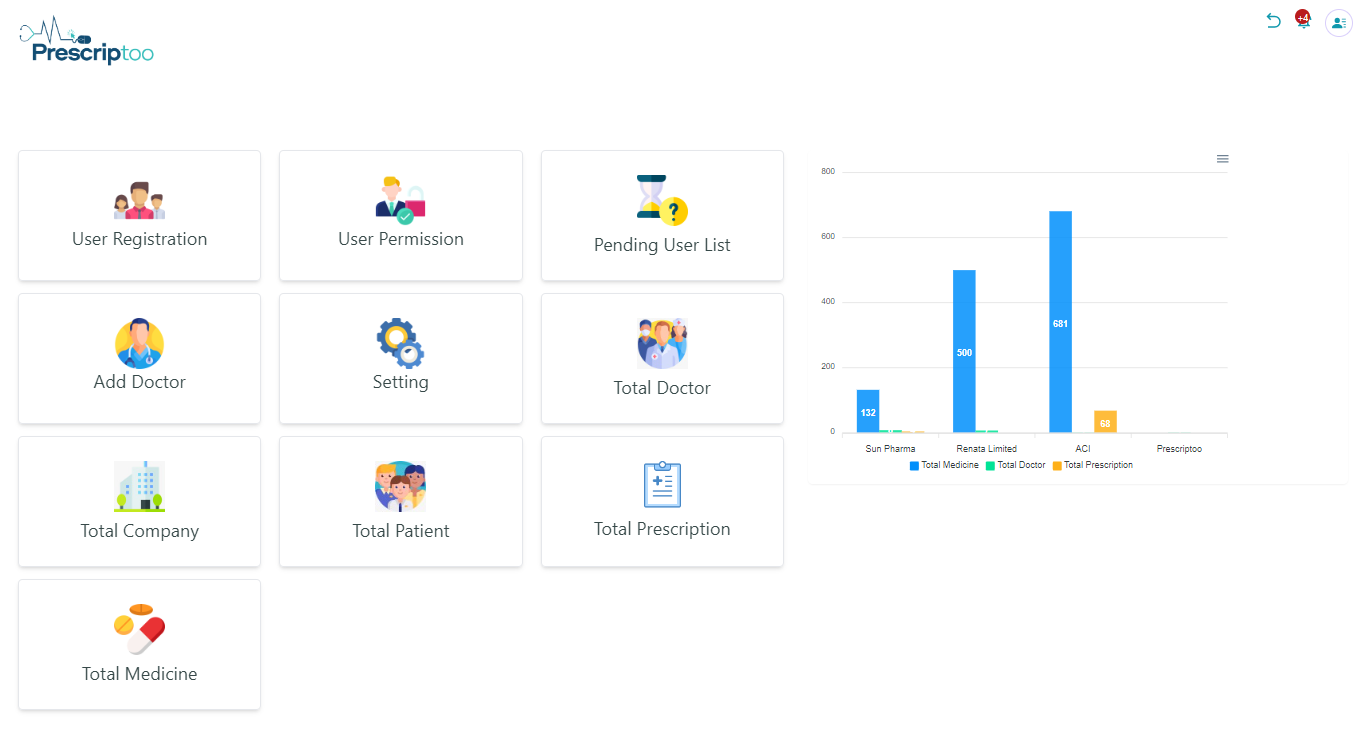 Prescriptoo
+4
User Registration
User Permission
Pending User List
Add Doctor
Setting
Total Doctor
Total Company
Total Patient
Total Prescription
Total Medicine
800
600
400
200
0
132
500
681
68
Sun Pharma
Renata Limited
ACI
Prescriptoo
Total Medicine
Total Doctor
Total Prescription